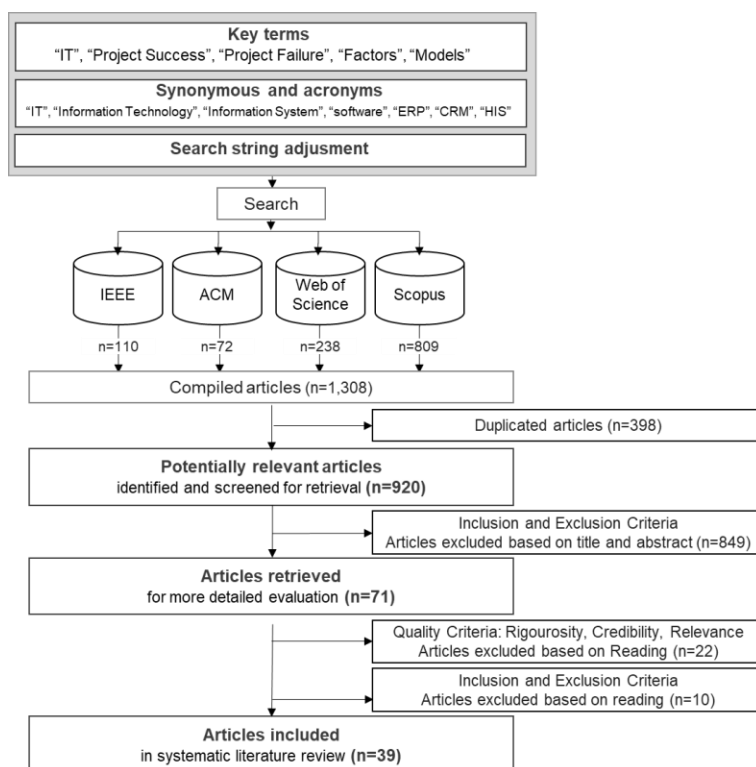 Key terms
“IT”, “Project Success”, “Project Failure”, “Factors”, “Models”
Synonymous and acronyms
“IT”, “Information Technology”, “Information System”, “software”, “ERP”, “CRM”, “HIS”
Search string adjusment
Search
IEEE
ACM
Web of
Science
Scopus
n=110
n=72
n=238
n=809
Compiled articles (n=1,308)
Duplicated articles (n=398)
Potentially relevant articles
identified and screened for retrieval (n=920)
Inclusion and Exclusion Criteria
Articles excluded based on title and abstract (n=849)
Articles retrieved
for more detailed evaluation (n=71)
Quality Criteria: Rigourosity, Credibility, Relevance
Articles excluded based on Reading (n=22)
Inclusion and Exclusion Criteria
Articles excluded based on reading (n=10)
Articles included
in systematic literature review (n=39)